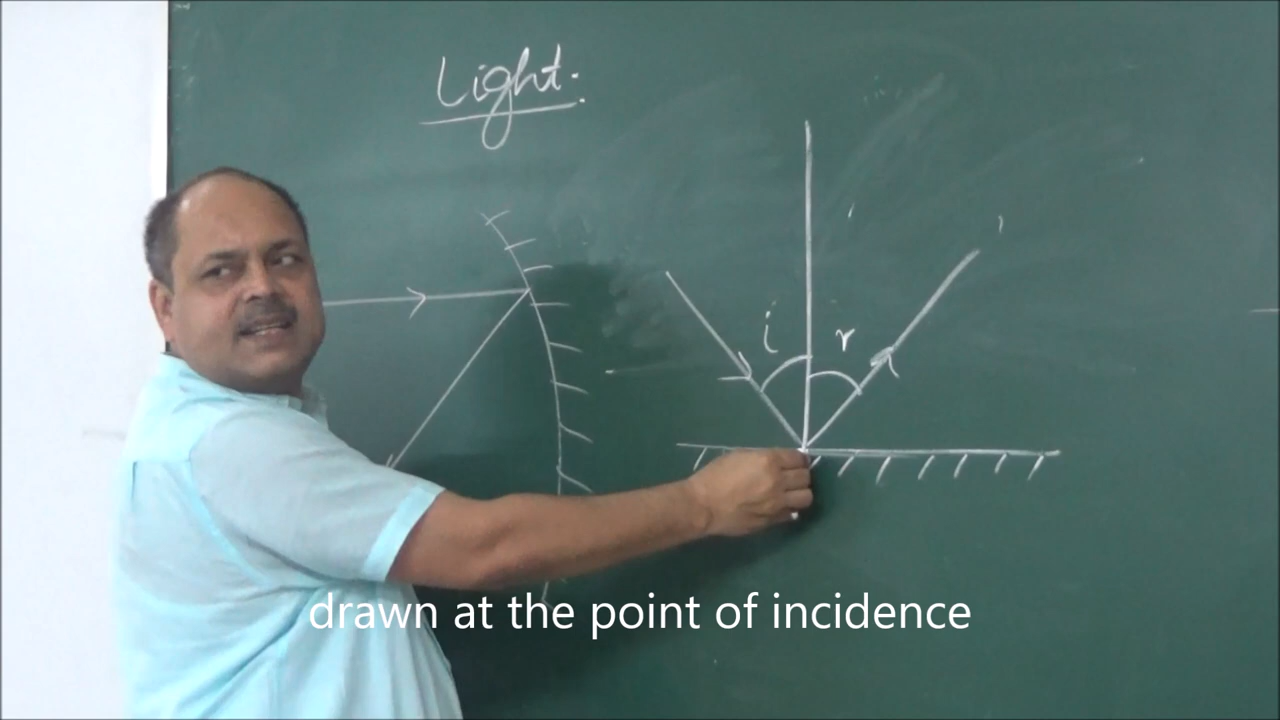 Light:
i
r
drawn at the point of incidence